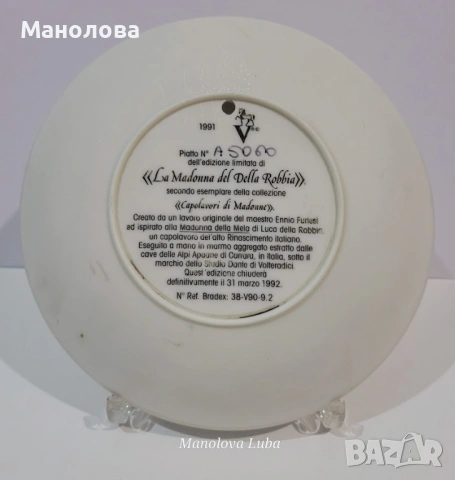 Манолова
1991
V
Piatto N° A5060
dell'edizione limitata di
«La Madonna del Della Robbia».
secondo esemplare della collezione
«Capolavori di Madonne».
Creato da un lavoro originale del maestro Ennio Furiesi
ed ispirato alla Madonna della Mela di Luca della Robbia,
un capolavoro dell'alto Rinascimento italiano.
Eseguito a mano in marmo aggregato estratto dalle
cave delle Alpi Apuane di Carrara, in Italia, sotto il
marchio dello Studio Dante di Volteradici.
Quest'edizione chiuderà
definitivamente il 31 marzo 1992.
N° Ref. Bradex: 38-V90-9.2
Manolova Luba
BAZAR